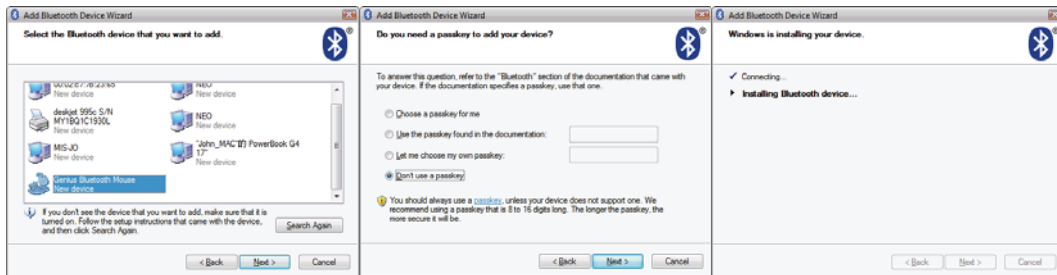 Add Bluetooth Device Wizard
Select the Bluetooth device that you want to add.
New device
NEO
New device
deskjet 995c S/N
MY1BQ1C1930L
New device
NEO
New device
MIS-JO
New device
"John_MAC"的 PowerBook G4
17"
New device
Genius Bluetooth Mouse
New device
If you don't see the device that you want to add, make sure that it is
turned on. Follow the setup instructions that came with the device,
and then click Search Again.
Search Again
< Back
Next >
Cancel
Add Bluetooth Device Wizard
Do you need a passkey to add your device?
To answer this question, refer to the "Bluetooth" section of the documentation that came with
your device. If the documentation specifies a passkey, use that one.
Choose a passkey for me
Use the passkey found in the documentation:
Let me choose my own passkey:
Don't use a passkey
You should always use a passkey, unless your device does not support one. We
recommend using a passkey that is 8 to 16 digits long. The longer the passkey, the
more secure it will be.
< Back
Next >
Cancel
Add Bluetooth Device Wizard
Windows is installing your device.
Connecting...
Installing Bluetooth device...
< Back
Next >
Cancel